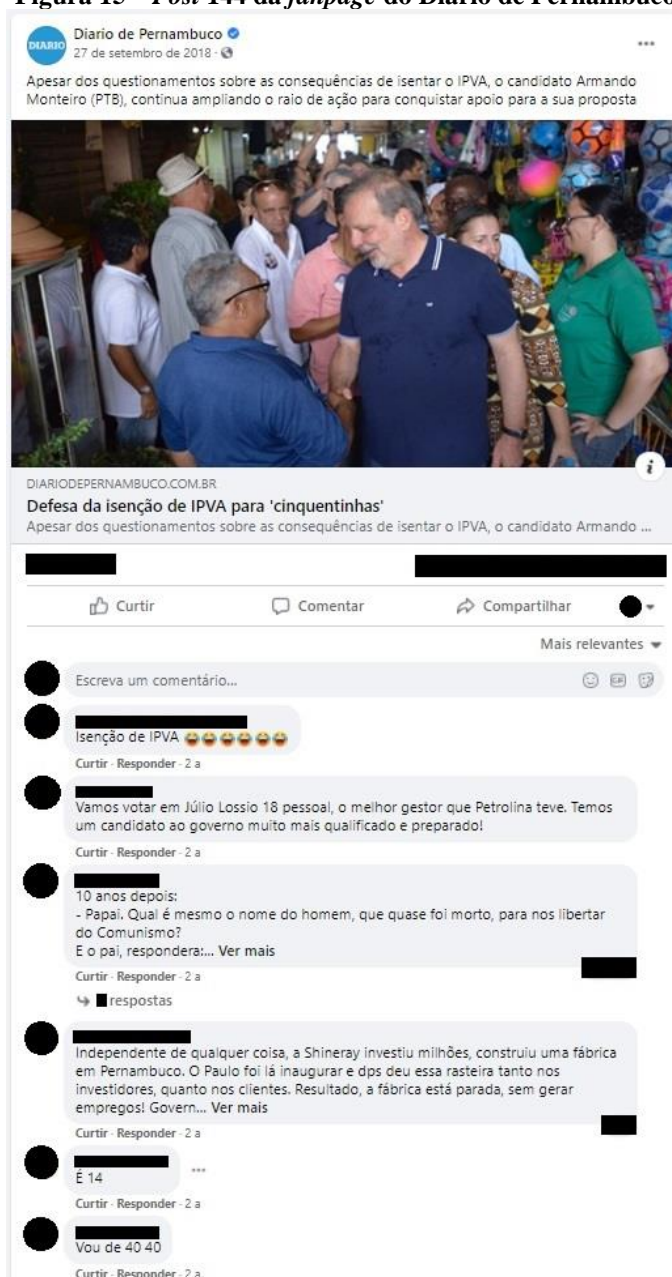 Figura 15 – Post 144 da fanpage do Diario de Pernambuco
DIARIO
Diario de Pernambuco
27 de setembro de 2018 ·
Apesar dos questionamentos sobre as consequências de isentar o IPVA, o candidato Armando
Monteiro (PTB), continua ampliando o raio de ação para conquistar apoio para a sua proposta
DIARIODEPERNAMBUCO.COM.BR
Defesa da isenção de IPVA para 'cinquentinhas'
Apesar dos questionamentos sobre as consequências de isentar o IPVA, o candidato Armando ...
Curtir Comentar Compartilhar
Mais relevantes
Escreva um comentário...
GIF
Isenção de IPVA 😂😂😂😂😂😂
Curtir · Responder · 2 a
Vamos votar em Júlio Lossio 18 pessoal, o melhor gestor que Petrolina teve. Temos
um candidato ao governo muito mais qualificado e preparado!
Curtir · Responder · 2 a
10 anos depois:
- Papai. Qual é mesmo o nome do homem, que quase foi morto, para nos libertar
do Comunismo?
E o pai, respondera:... Ver mais
Curtir · Responder · 2 a
respostas
Independente de qualquer coisa, a Shineray investiu milhões, construiu uma fábrica
em Pernambuco. O Paulo foi lá inaugurar e dps deu essa rasteira tanto nos
investidores, quanto nos clientes. Resultado, a fábrica está parada, sem gerar
empregos! Govern... Ver mais
Curtir · Responder · 2 a
É 14
Curtir · Responder · 2 a
Vou de 40 40
Curtir · Responder · 2 a